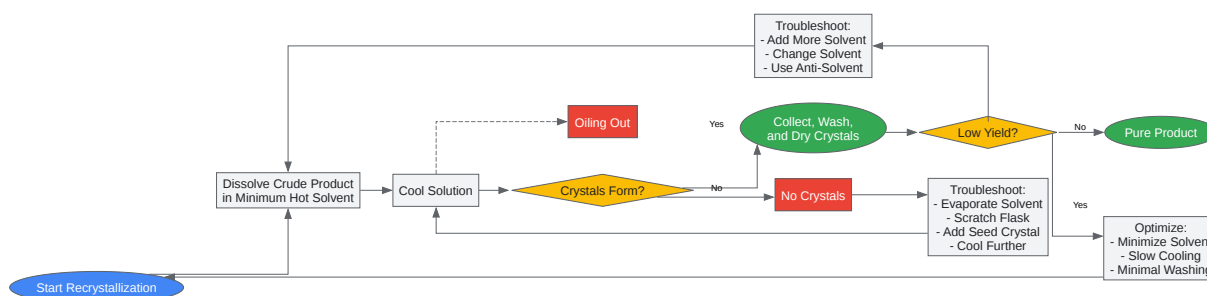 Troubleshoot:
- Add More Solvent
- Change Solvent
- Use Anti-Solvent
Oiling Out
Yes
Collect, Wash,
and Dry Crystals
Low Yield?
No
Pure Product
Dissolve Crude Product
in Minimum Hot Solvent
Cool Solution
Crystals Form?
No
No Crystals
Troubleshoot:
- Evaporate Solvent
- Scratch Flask
- Add Seed Crystal
- Cool Further
Yes
Optimize:
- Minimize Solven
- Slow Cooling
- Minimal Washing
Start Recrystallization